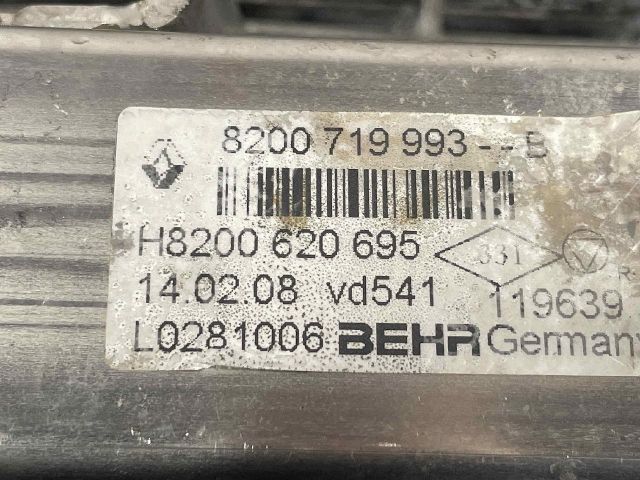 8200 719 993--B
H8200 620 695 331
14.02.08 vd541 119639
L0281006 BEHR Germany
R